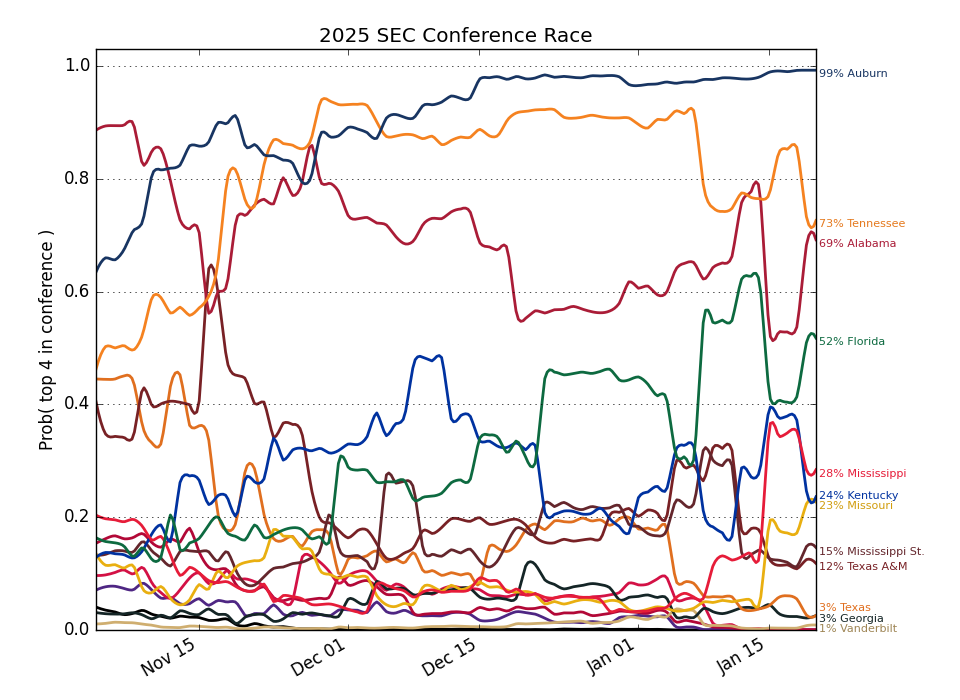 2025 SEC Conference Race
Prob( top 4 in conference )
1.0
0.8
0.6
0.4
0.2
0.0
Nov 15
Dec 01
Dec 15
Jan 01
Jan 15
99% Auburn
73% Tennessee
69% Alabama
52% Florida
28% Mississippi
24% Kentucky
23% Missouri
15% Mississippi St.
12% Texas A&M
3% Texas
3% Georgia
1% Vanderbilt